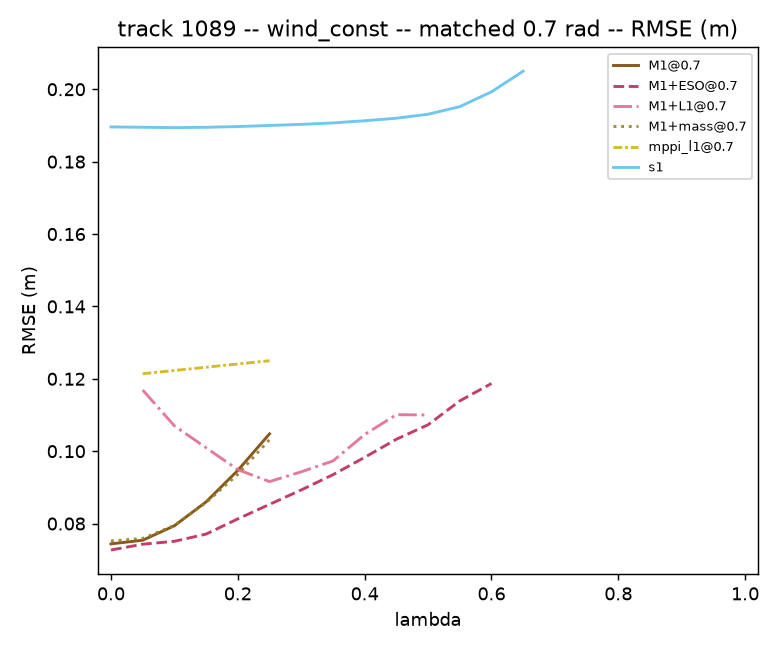 track 1089 -- wind_const -- matched 0.7 rad -- RMSE (m)
M1@0.7
M1+ESO@0.7
M1+L1@0.7
M1+mass@0.7
mppi_l1@0.7
s1
RMSE (m)
0.20
0.18
0.16
0.14
0.12
0.10
0.08
0.0 0.2 0.4 0.6 0.8 1.0
lambda